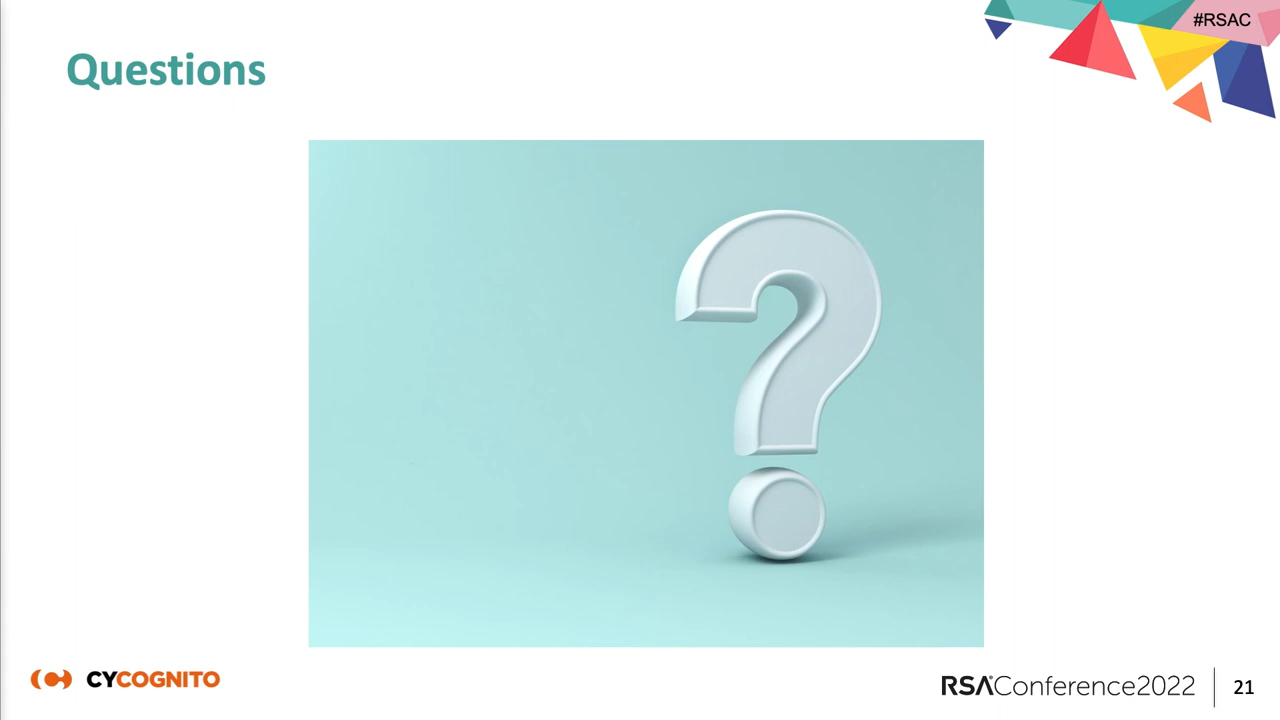 #RSAC
Questions
?
CYCOGNITO
RSAConference2022
21